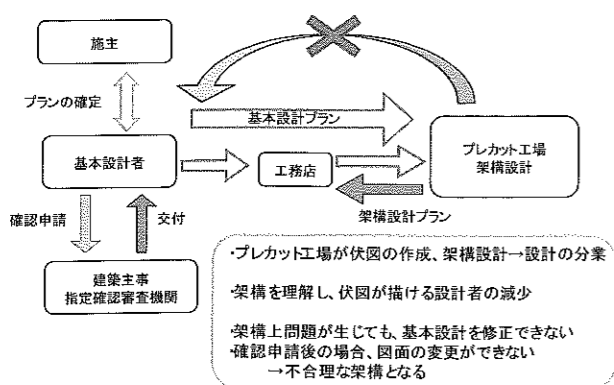 施主
プランの確定
基本設計プラン
プレカット工場
架構設計
基本設計者
工務店
確認申請
交付
架構設計プラン
建築主事
指定確認審査機関
・プレカット工場が伏図の作成、架構設計→設計の分業
・架構を理解し、伏図が描ける設計者の減少
・架構上問題が生じても、基本設計を修正できない
・確認申請後の場合、図面の変更ができない
→不合理な架構となる